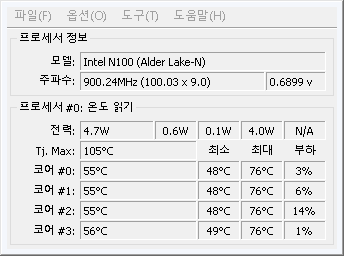 파일(F) 옵션(O) 도구(T) 도움말(H)
프로세서 정보
모델: Intel N100 (Alder Lake-N)
주파수: 900.24MHz (100.03 x 9.0) 0.6899 v
프로세서 #0: 온도 읽기
전력: 4.7W 0.6W 0.1W 4.0W N/A
Tj. Max: 105°C 최소 최대 부하
코어 #0: 55°C 48°C 76°C 3%
코어 #1: 55°C 48°C 76°C 6%
코어 #2: 55°C 48°C 76°C 14%
코어 #3: 56°C 49°C 76°C 1%